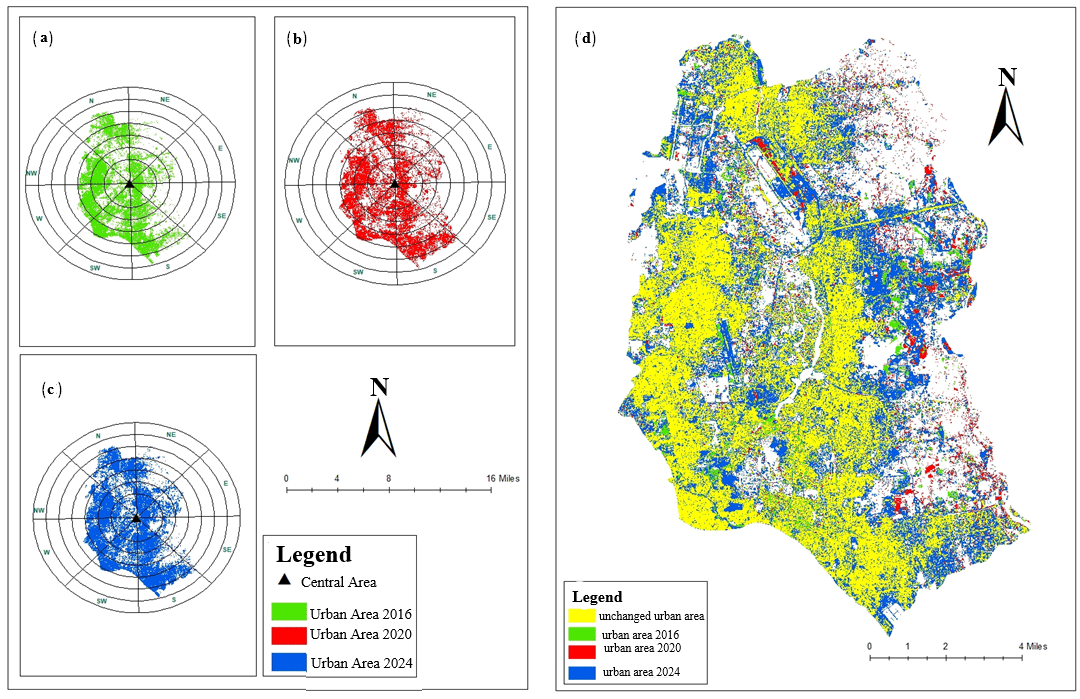 (a)
N
NE
E
SE
S
SW
W
NW
(b)
N
NE
E
SE
S
SW
W
NW
(c)
N
NE
E
SE
S
SW
W
NW
N
0 4 8 16 Miles
Legend
Central Area
Urban Area 2016
Urban Area 2020
Urban Area 2024
(d)
N
Legend
unchanged urban area
urban area 2016
urban area 2020
urban area 2024
0 1 2 4 Miles